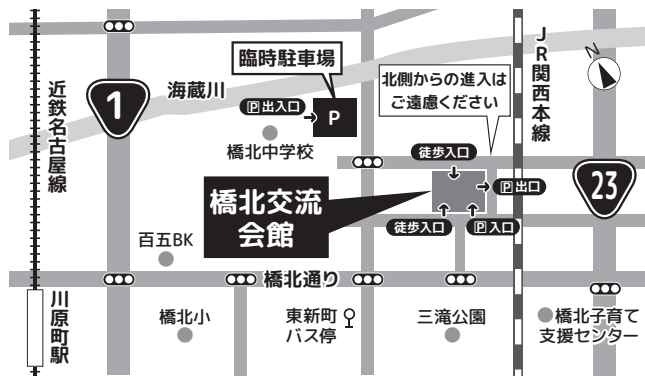 臨時駐車場
P
P出入口
海蔵川
橋北中学校
近鉄名古屋線
1
北側からの進入は
ご遠慮ください
JR関西本線
N
23
徒歩入口
P出口
徒歩入口
P入口
橋北交流
会館
百五BK
橋北通り
川原町駅
橋北小
東新町
バス停
三滝公園
橋北子育て
支援センター